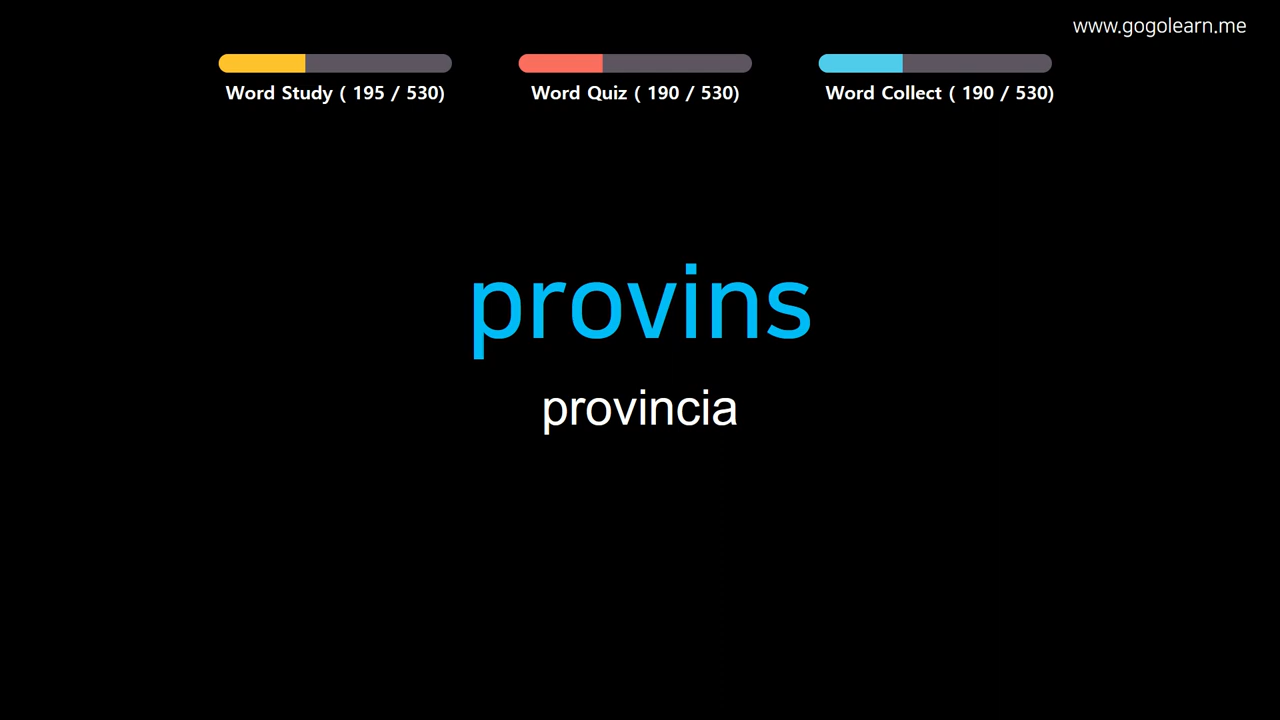 www.gogolearn.me
Word Study ( 195 / 530)
Word Quiz ( 190 / 530)
Word Collect ( 190 / 530)
provins
provincia